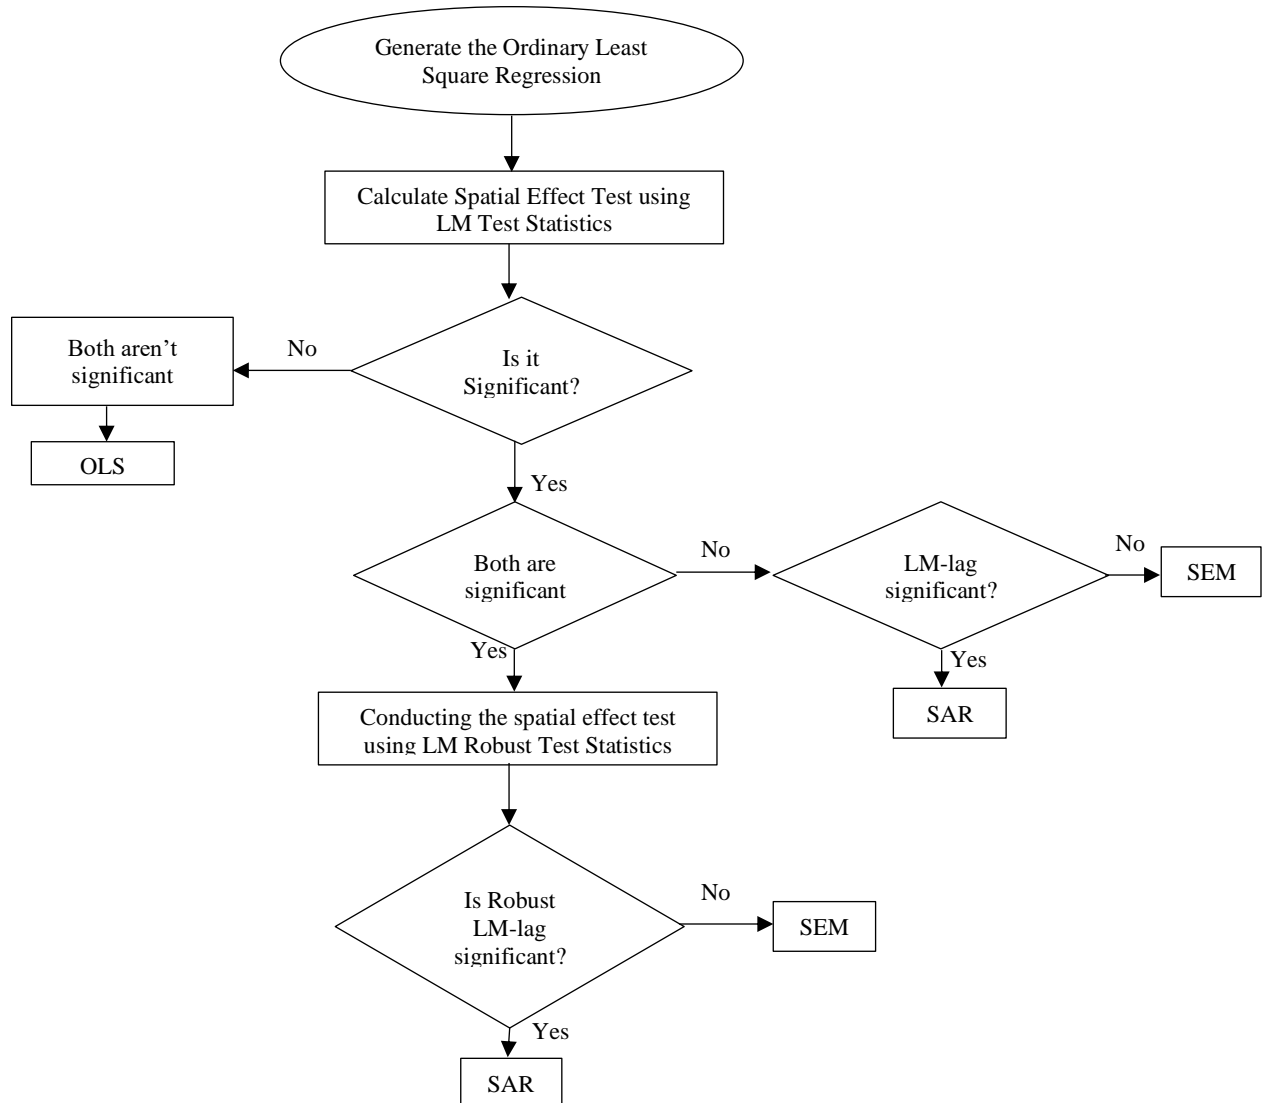 Generate the Ordinary Least
Square Regression
Calculate Spatial Effect Test using
LM Test Statistics
Both aren't
significant
No
Is it
Significant?
OLS
Yes
Both are
significant
No
LM-lag
significant?
No
SEM
Yes
Yes
SAR
Conducting the spatial effect test
using LM Robust Test Statistics
Is Robust
LM-lag
significant?
No
SEM
Yes
SAR